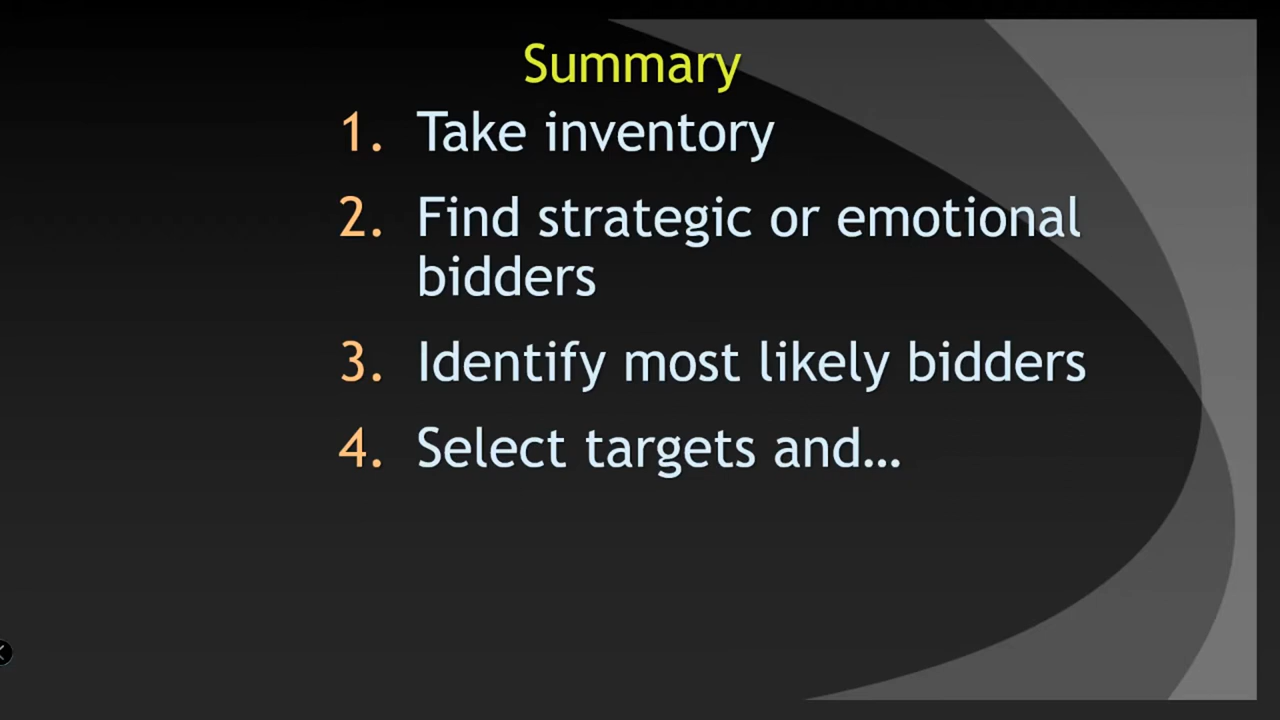 Summary
1. Take inventory
2. Find strategic or emotional
bidders
3. Identify most likely bidders
4. Select targets and…